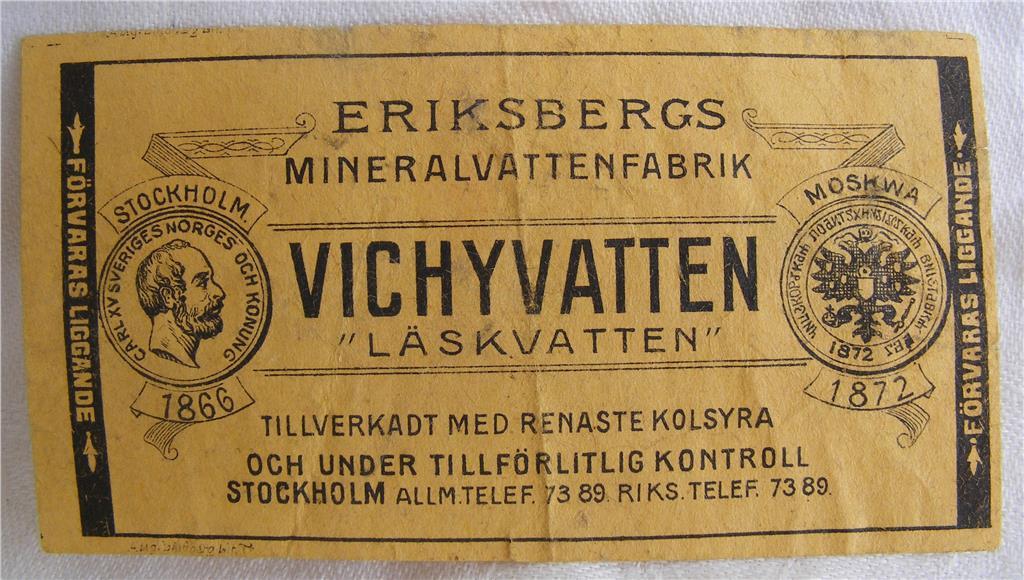 ERIKSBERGS
MINERALVATTENFABRIK
STOCKHOLM.
CARL XV SVERIGES NORGES OCH KONUNG
1866
MOSKWA
1872
1872
VICHYVATTEN
"LÄSKVATTEN"
TILLVERKADT MED RENASTE KOLSYRA
OCH UNDER TILLFÖRLITLIG KONTROLL
STOCKHOLM ALLM.TELEF. 73 89. RIKS.TELEF. 73 89.
FÖRVARAS LIGGANDE
FÖRVARAS LIGGANDE